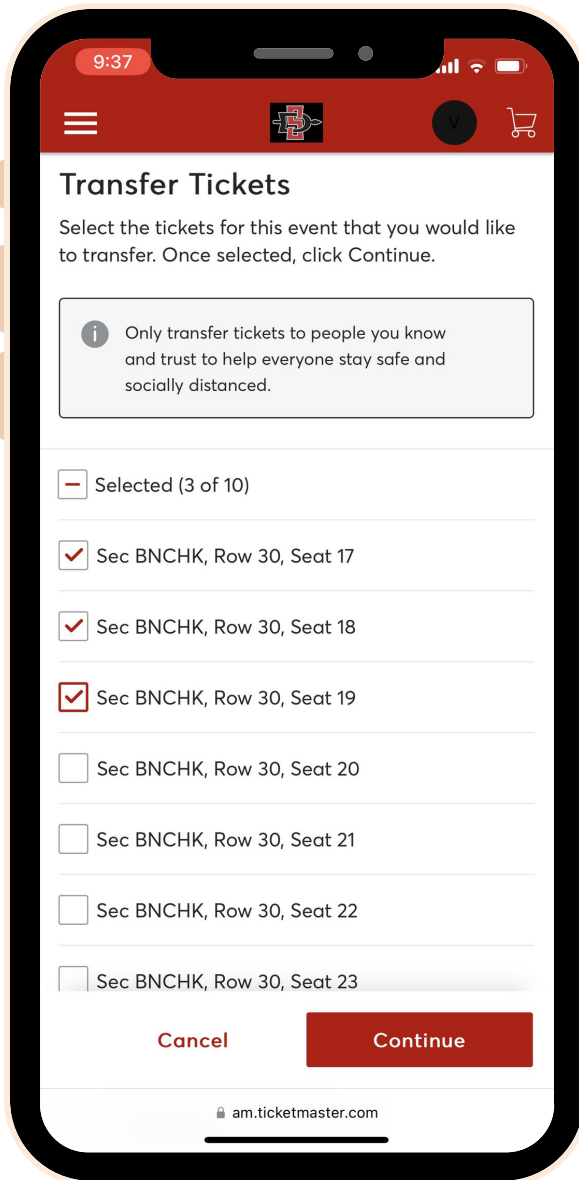 9:37
V
Transfer Tickets
Select the tickets for this event that you would like
to transfer. Once selected, click Continue.
i
Only transfer tickets to people you know
and trust to help everyone stay safe and
socially distanced.
Selected (3 of 10)
Sec BNCHK, Row 30, Seat 17
Sec BNCHK, Row 30, Seat 18
Sec BNCHK, Row 30, Seat 19
Sec BNCHK, Row 30, Seat 20
Sec BNCHK, Row 30, Seat 21
Sec BNCHK, Row 30, Seat 22
Sec BNCHK, Row 30, Seat 23
Cancel Continue
am.ticketmaster.com